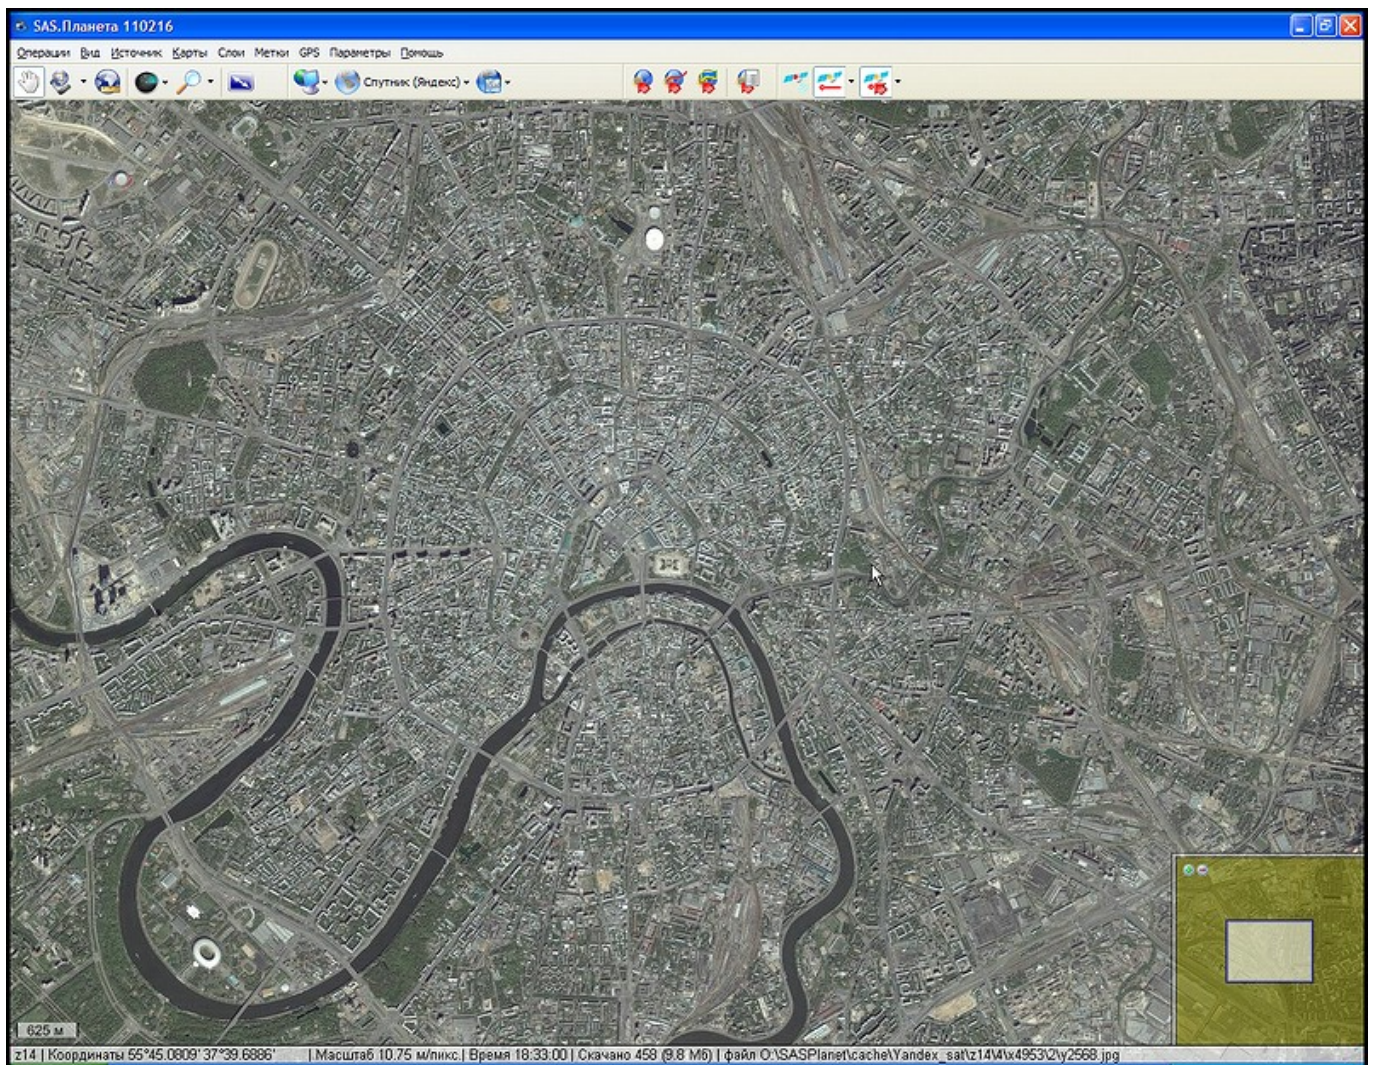 SAS.Планета 110216
Операции Вид Источник Карты Слои Метки GPS Параметры Помощь
Спутник (Яндекс)
625 м
z14 | Координаты 55°45.0809' 37°39.6886' | Масштаб 10.75 м/пикс. | Время 18:33:00 | Скачано 458 (9.8 Мб) | файл O:\SASPlanet\cache\Yandex_sat\z14\4\x4953\2\y2568.jpg